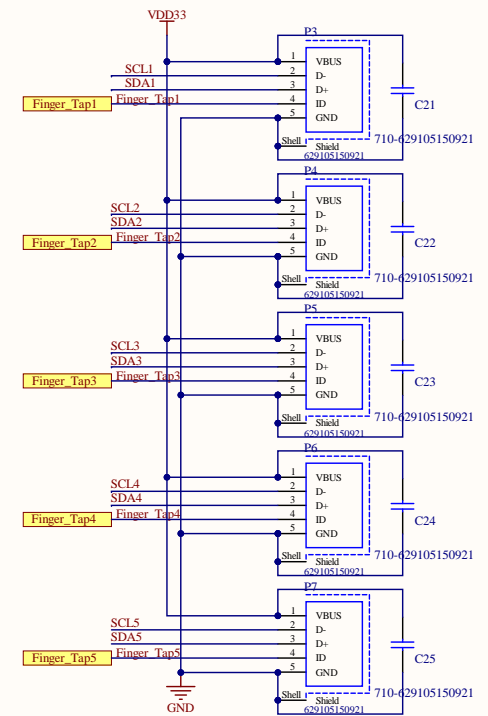 VDD33
P3
1 VBUS
SCL1 2 D-
SDA1 3 D+
Finger_Tap1 Finger_Tap1 4 ID
5 GND
C21
Shell Shield 710-629105150921
629105150921
P4
1 VBUS
SCL2 2 D-
SDA2 3 D+
Finger_Tap2 Finger_Tap2 4 ID
5 GND
C22
Shell Shield 710-629105150921
629105150921
P5
1 VBUS
SCL3 2 D-
SDA3 3 D+
Finger_Tap3 Finger_Tap3 4 ID
5 GND
C23
Shell Shield 710-629105150921
629105150921
P6
1 VBUS
SCL4 2 D-
SDA4 3 D+
Finger_Tap4 Finger_Tap4 4 ID
5 GND
C24
Shell Shield 710-629105150921
629105150921
P7
1 VBUS
SCL5 2 D-
SDA5 3 D+
Finger_Tap5 Finger_Tap5 4 ID
5 GND
C25
Shell Shield 710-629105150921
629105150921
GND